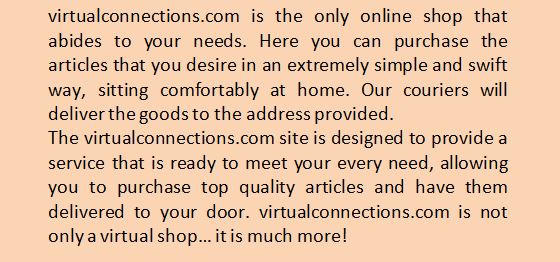 virtualconnections.com is the only online shop that
abides to your needs. Here you can purchase the
articles that you desire in an extremely simple and swift
way, sitting comfortably at home. Our couriers will
deliver the goods to the address provided.
The virtualconnections.com site is designed to provide a
service that is ready to meet your every need, allowing
you to purchase top quality articles and have them
delivered to your door. virtualconnections.com is not
only a virtual shop... it is much more!